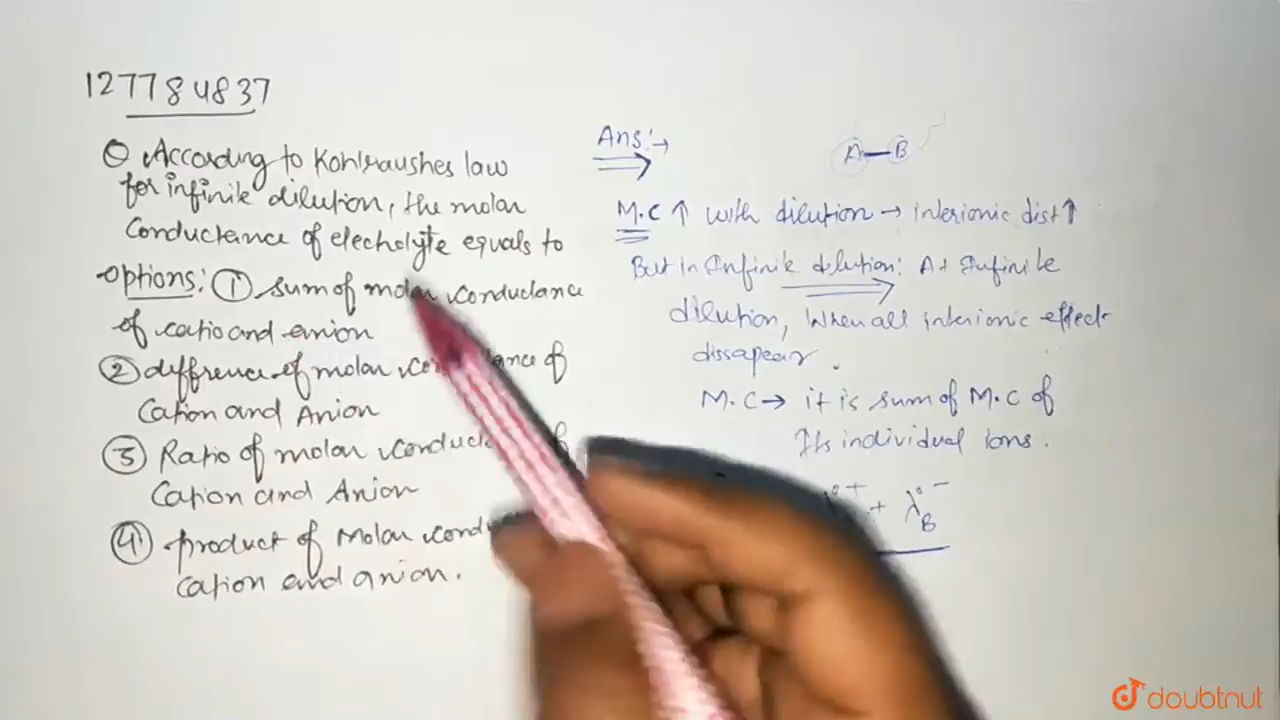 127784837
Q According to Kohlraushes law
for infinite dilution, the molar
Conductance of electrolyte equals to
options: ① sum of molar conductance
of catio and anion
② diffrence of molar
Cation and Anion
③ Ratio of molar
Cation and Anion
④ product of Molar
cation and anion.
Ans:→
A—B
M.C ↑ with dilution → interionic dist ↑
But in Infinite dilution: At Infinite
dilution, When all interionic effect
dissapear.
M.C → it is sum of M.C of
Its individual ions.
+ λ°B⁻
doubtnut